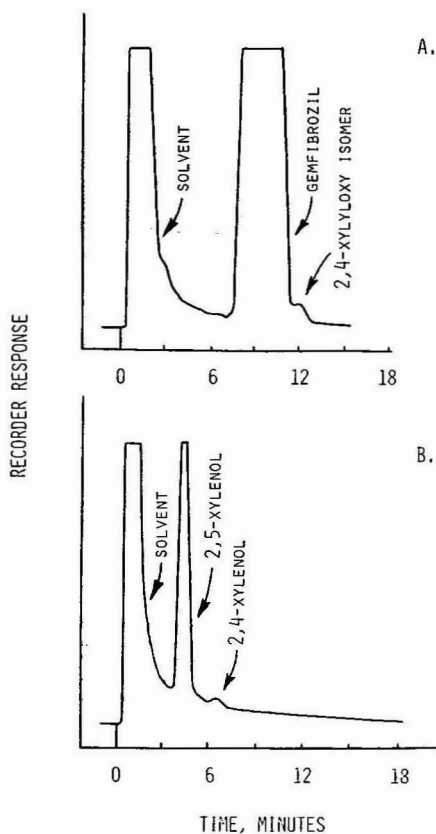 A.
SOLVENT
GEMFIBROZIL
2,4-XYLYLOXY ISOMER
0 6 12 18
RECORDER RESPONSE
B.
SOLVENT
2,5-XYLENOL
2,4-XYLENOL
0 6 12 18
TIME, MINUTES